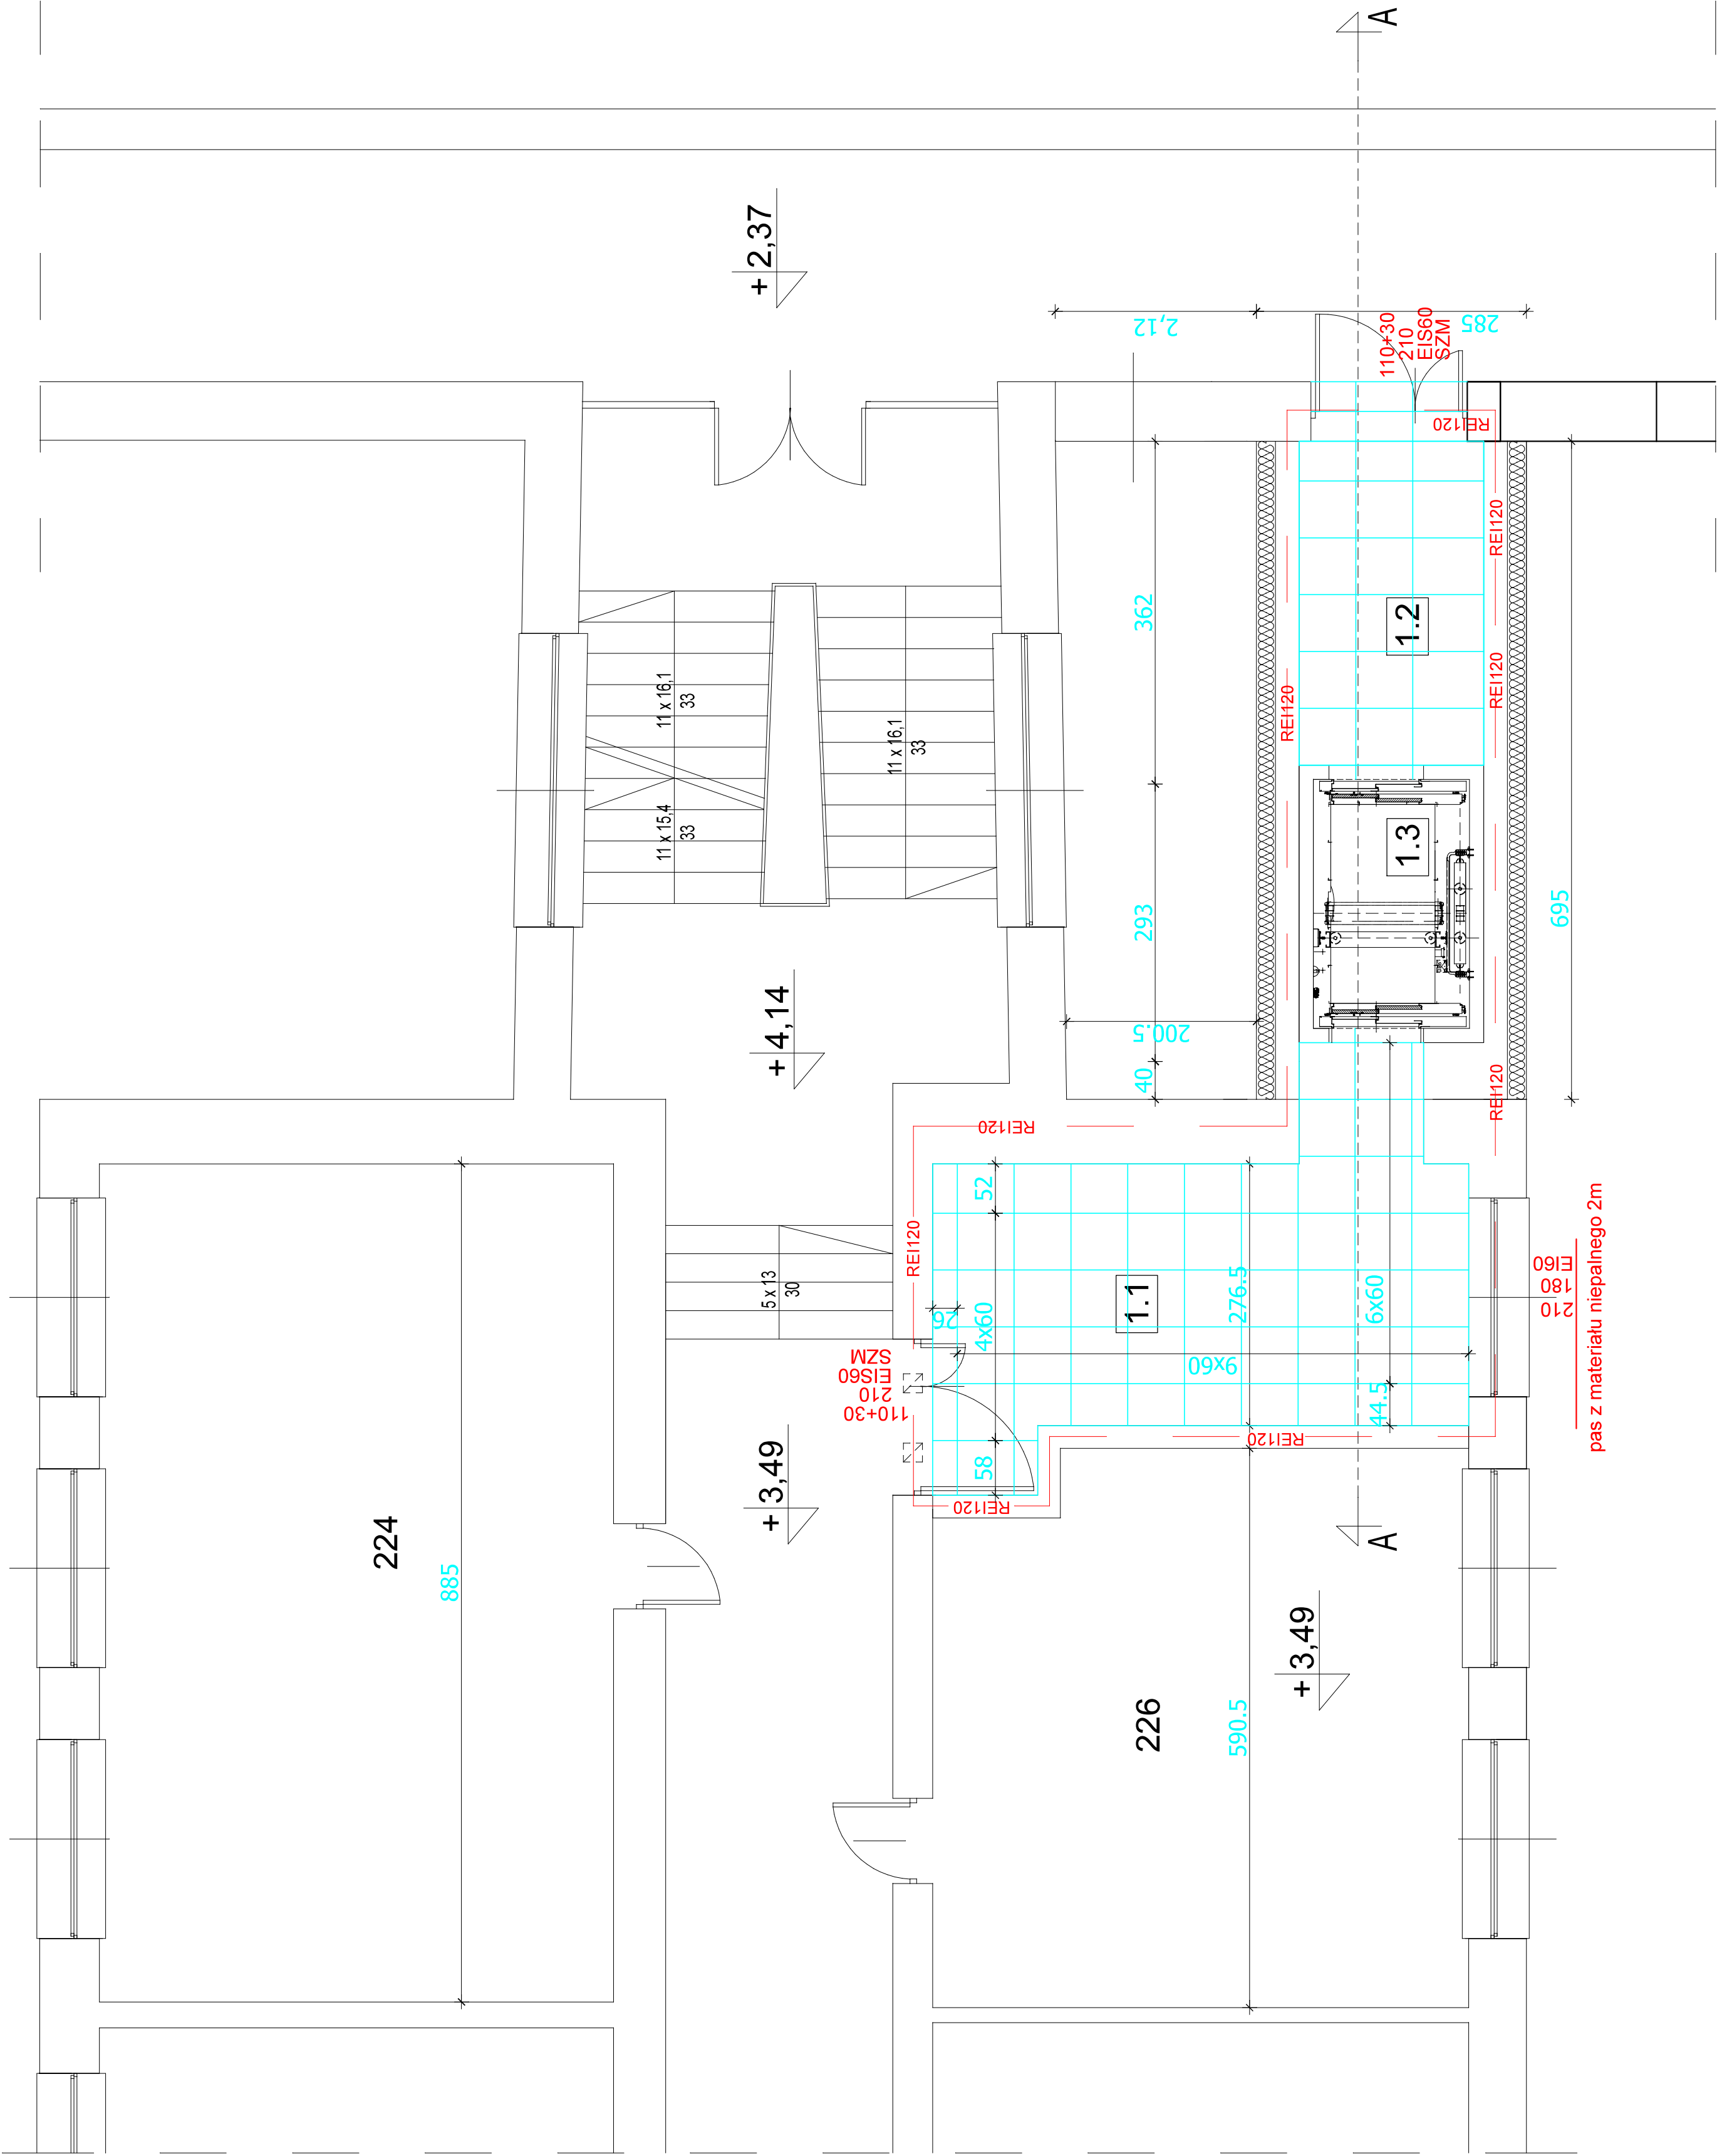 A
+ 2,37
2,12
285
110+30
210
EIS60
SZM
REI120
REI120
362
1.2
11 x 16,1
33
REI120
REI120
11 x 16,1
33
11 x 15,4
33
1.3
293
695
+ 4,14
200.5
40
REI120
REI120
52
REI120
5 x 13
30
1.1
276.5
6x60
26
4x60
9x60
EI60
180
210
pas z materiału niepalnego 2m
SZM
EIS60
210
110+30
44.5
REI120
58
REI120
+ 3,49
224
885
A
+ 3,49
226
590.5